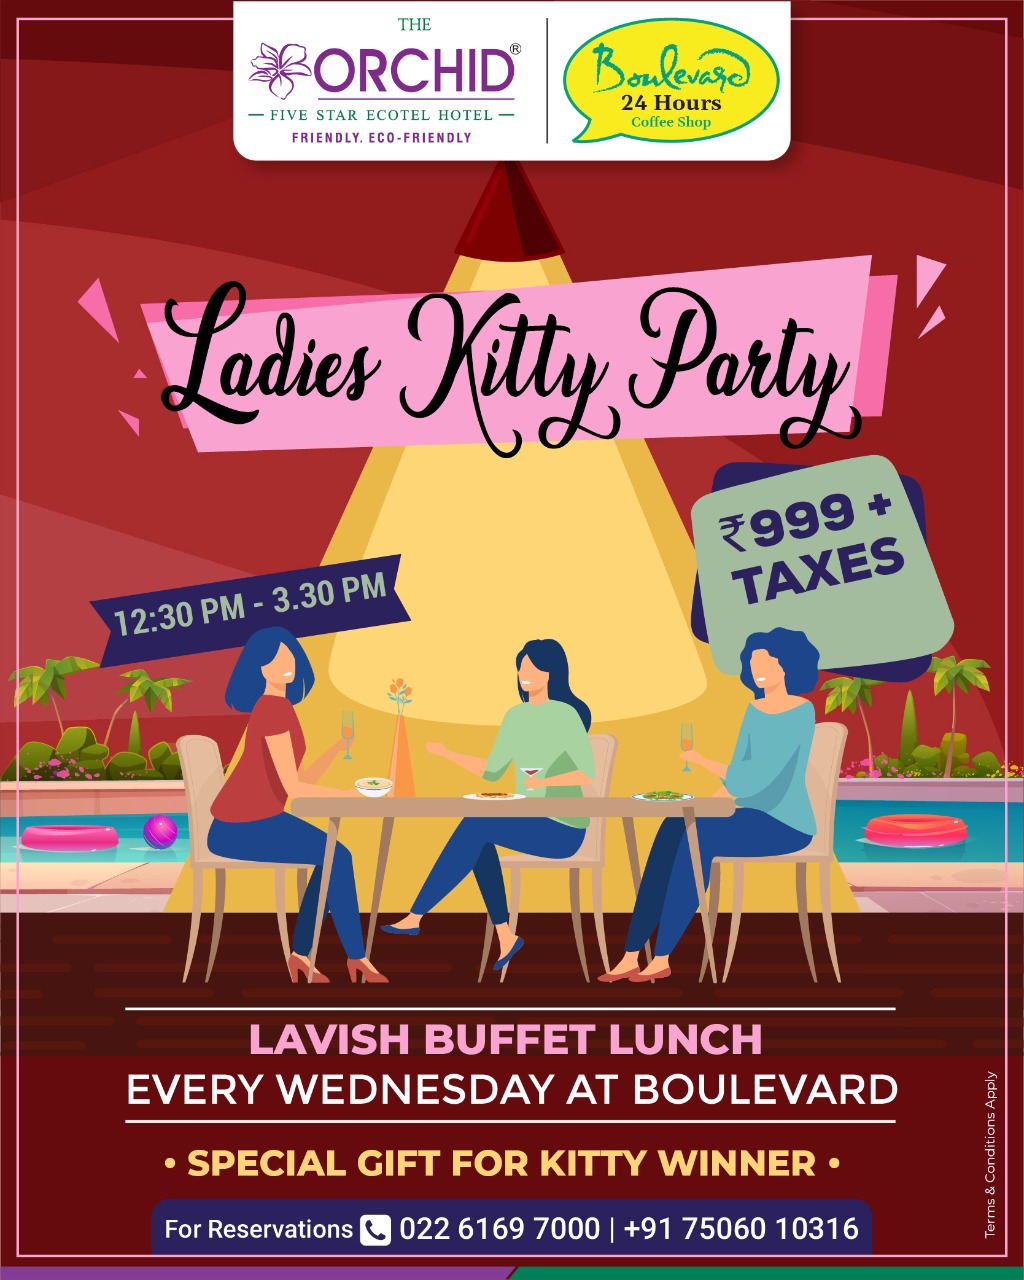 THE
ORCHID®
FIVE STAR ECOTEL HOTEL
FRIENDLY. ECO-FRIENDLY
Boulevard
24 Hours
Coffee Shop
Ladies Kitty Party
₹999 +
TAXES
12:30 PM - 3.30 PM
LAVISH BUFFET LUNCH
EVERY WEDNESDAY AT BOULEVARD
• SPECIAL GIFT FOR KITTY WINNER •
For Reservations 022 6169 7000 | +91 75060 10316
Terms & Conditions Apply